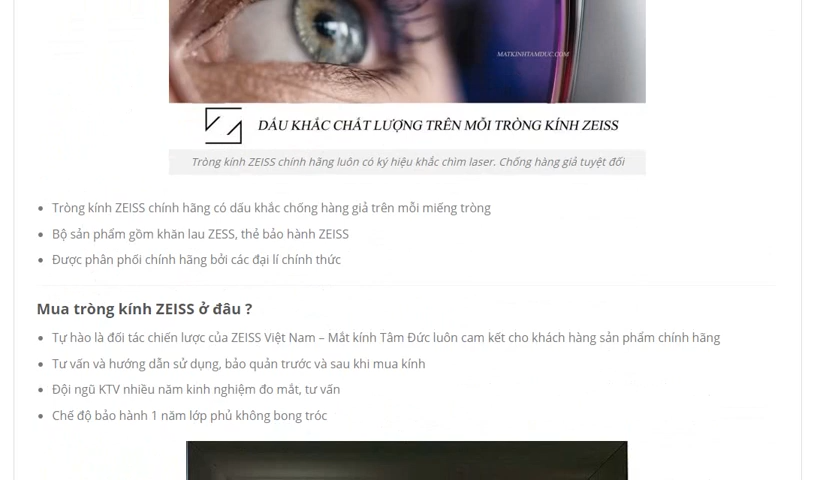 MATKINHTAMDUC.COM
DẤU KHẮC CHẤT LƯỢNG TRÊN MỖI TRÒNG KÍNH ZEISS
Tròng kính ZEISS chính hãng luôn có ký hiệu khắc chìm laser. Chống hàng giả tuyệt đối
Tròng kính ZEISS chính hãng có dấu khắc chống hàng giả trên mỗi miếng tròng
Bộ sản phẩm gồm khăn lau ZESS, thẻ bảo hành ZEISS
Được phân phối chính hãng bởi các đại lí chính thức
Mua tròng kính ZEISS ở đâu ?
Tự hào là đối tác chiến lược của ZEISS Việt Nam – Mắt kính Tâm Đức luôn cam kết cho khách hàng sản phẩm chính hãng
Tư vấn và hướng dẫn sử dụng, bảo quản trước và sau khi mua kính
Đội ngũ KTV nhiều năm kinh nghiệm đo mắt, tư vấn
Chế độ bảo hành 1 năm lớp phủ không bong tróc